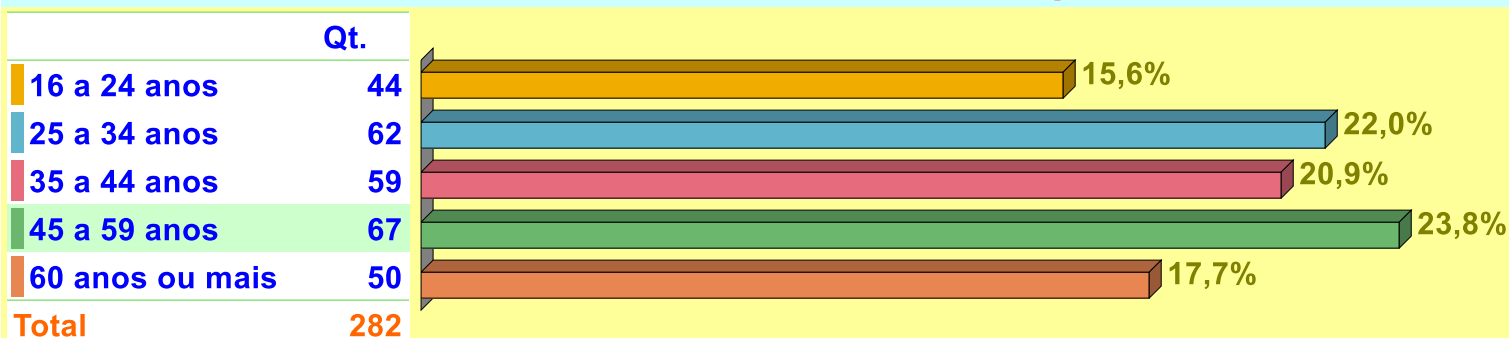 Qt.
16 a 24 anos 44 15,6%
25 a 34 anos 62 22,0%
35 a 44 anos 59 20,9%
45 a 59 anos 67 23,8%
60 anos ou mais 50 17,7%
Total 282